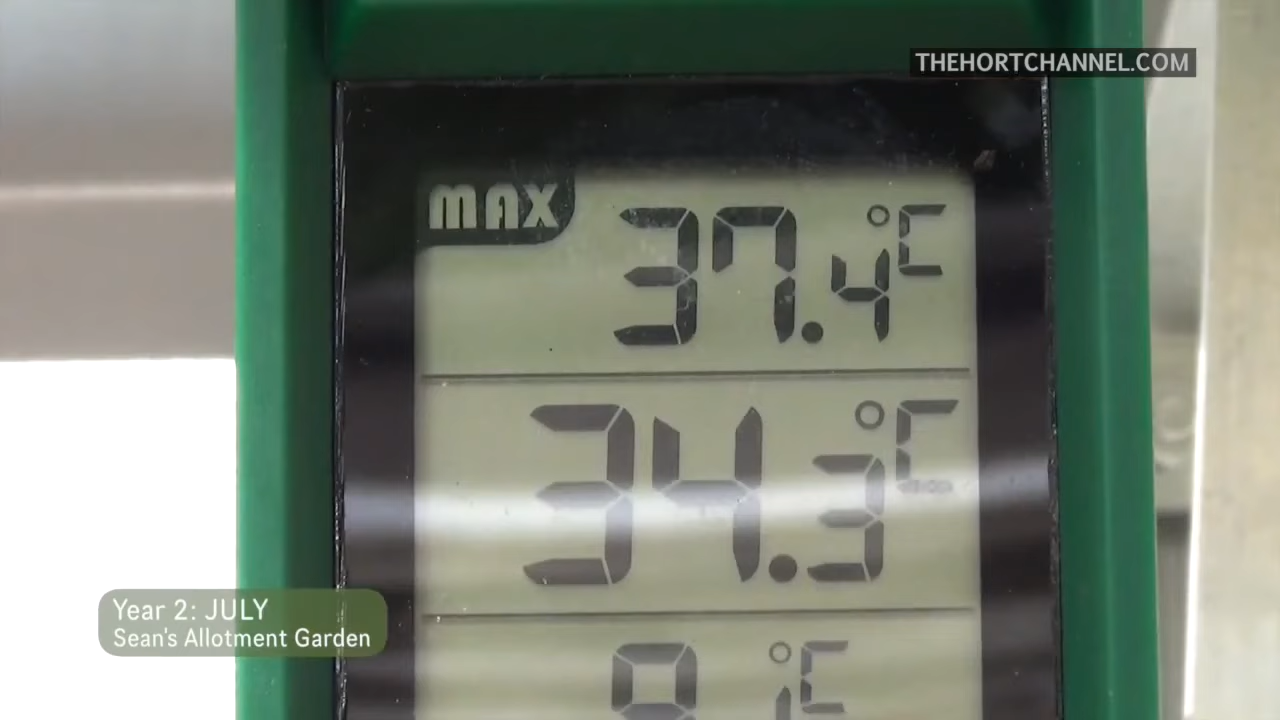 THEHORTCHANNEL.COM
MAX
37.4°C
34.3°C
°C
Year 2: JULY
Sean's Allotment Garden